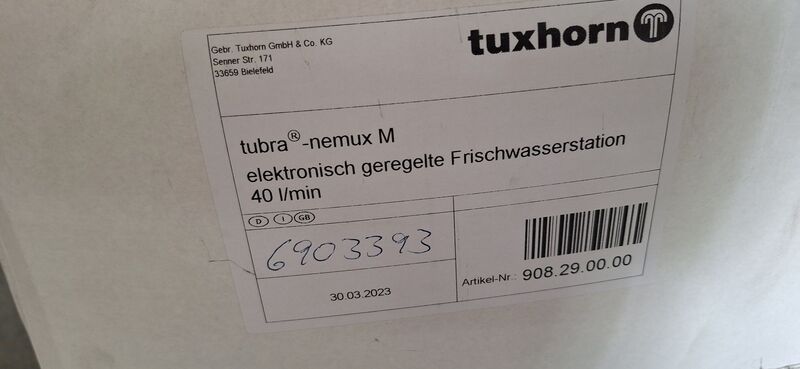 Gebr. Tuxhorn GmbH & Co. KG
Senner Str. 171
33659 Bielefeld
tuxhorn
tubra®-nemux M
elektronisch geregelte Frischwasserstation
40 l/min
D I GB
6903393
30.03.2023
Artikel-Nr.: 908.29.00.00